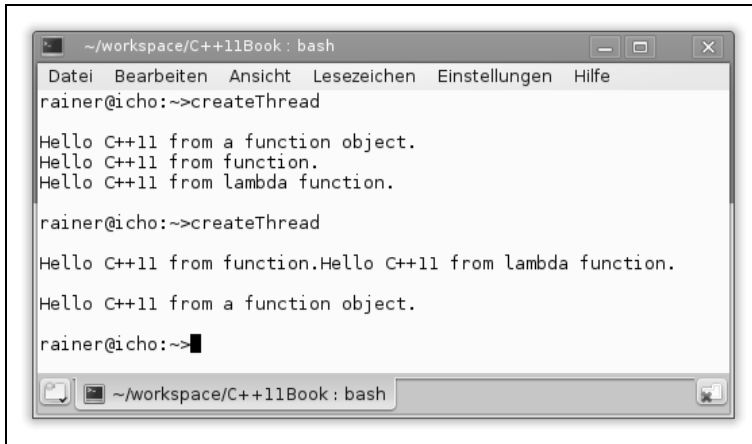 ~/workspace/C++11Book : bash
Datei Bearbeiten Ansicht Lesezeichen Einstellungen Hilfe
rainer@icho:~>createThread
Hello C++11 from a function object.
Hello C++11 from function.
Hello C++11 from lambda function.
rainer@icho:~>createThread
Hello C++11 from function.Hello C++11 from lambda function.
Hello C++11 from a function object.
rainer@icho:~>
~/workspace/C++11Book : bash